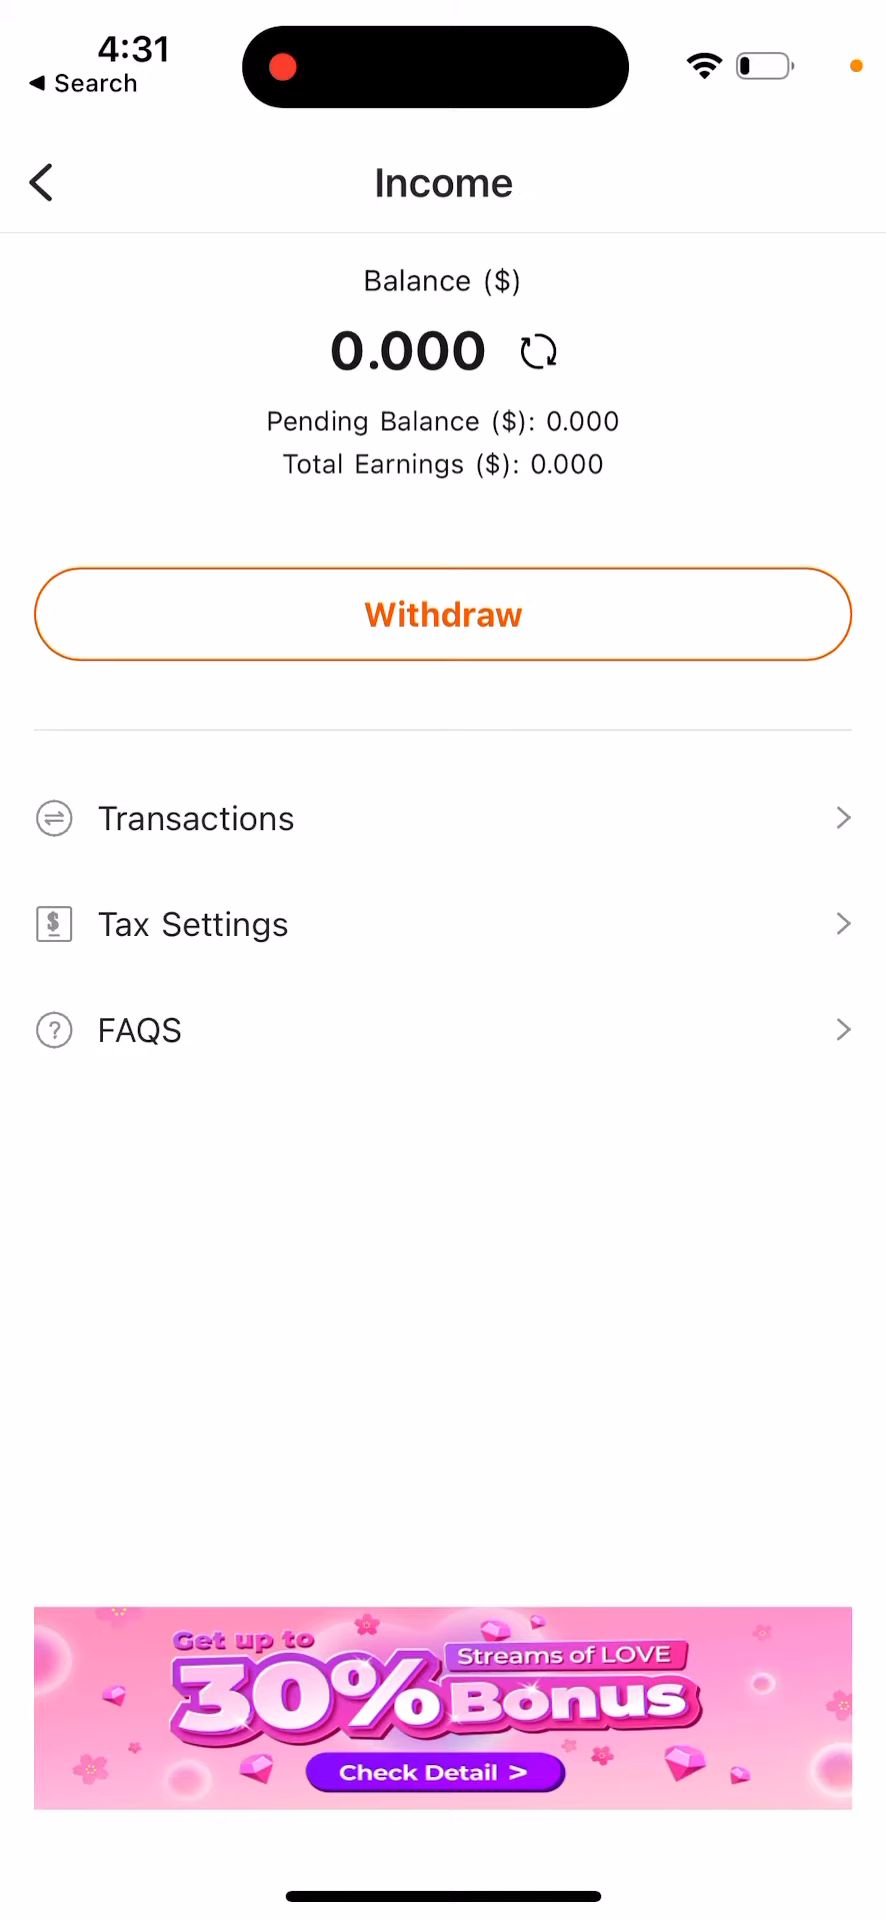 4:31
◀ Search
Income
Balance ($)
0.000
Pending Balance ($): 0.000
Total Earnings ($): 0.000
Withdraw
Transactions
Tax Settings
FAQS
Get up to
Streams of LOVE
30% Bonus
Check Detail >